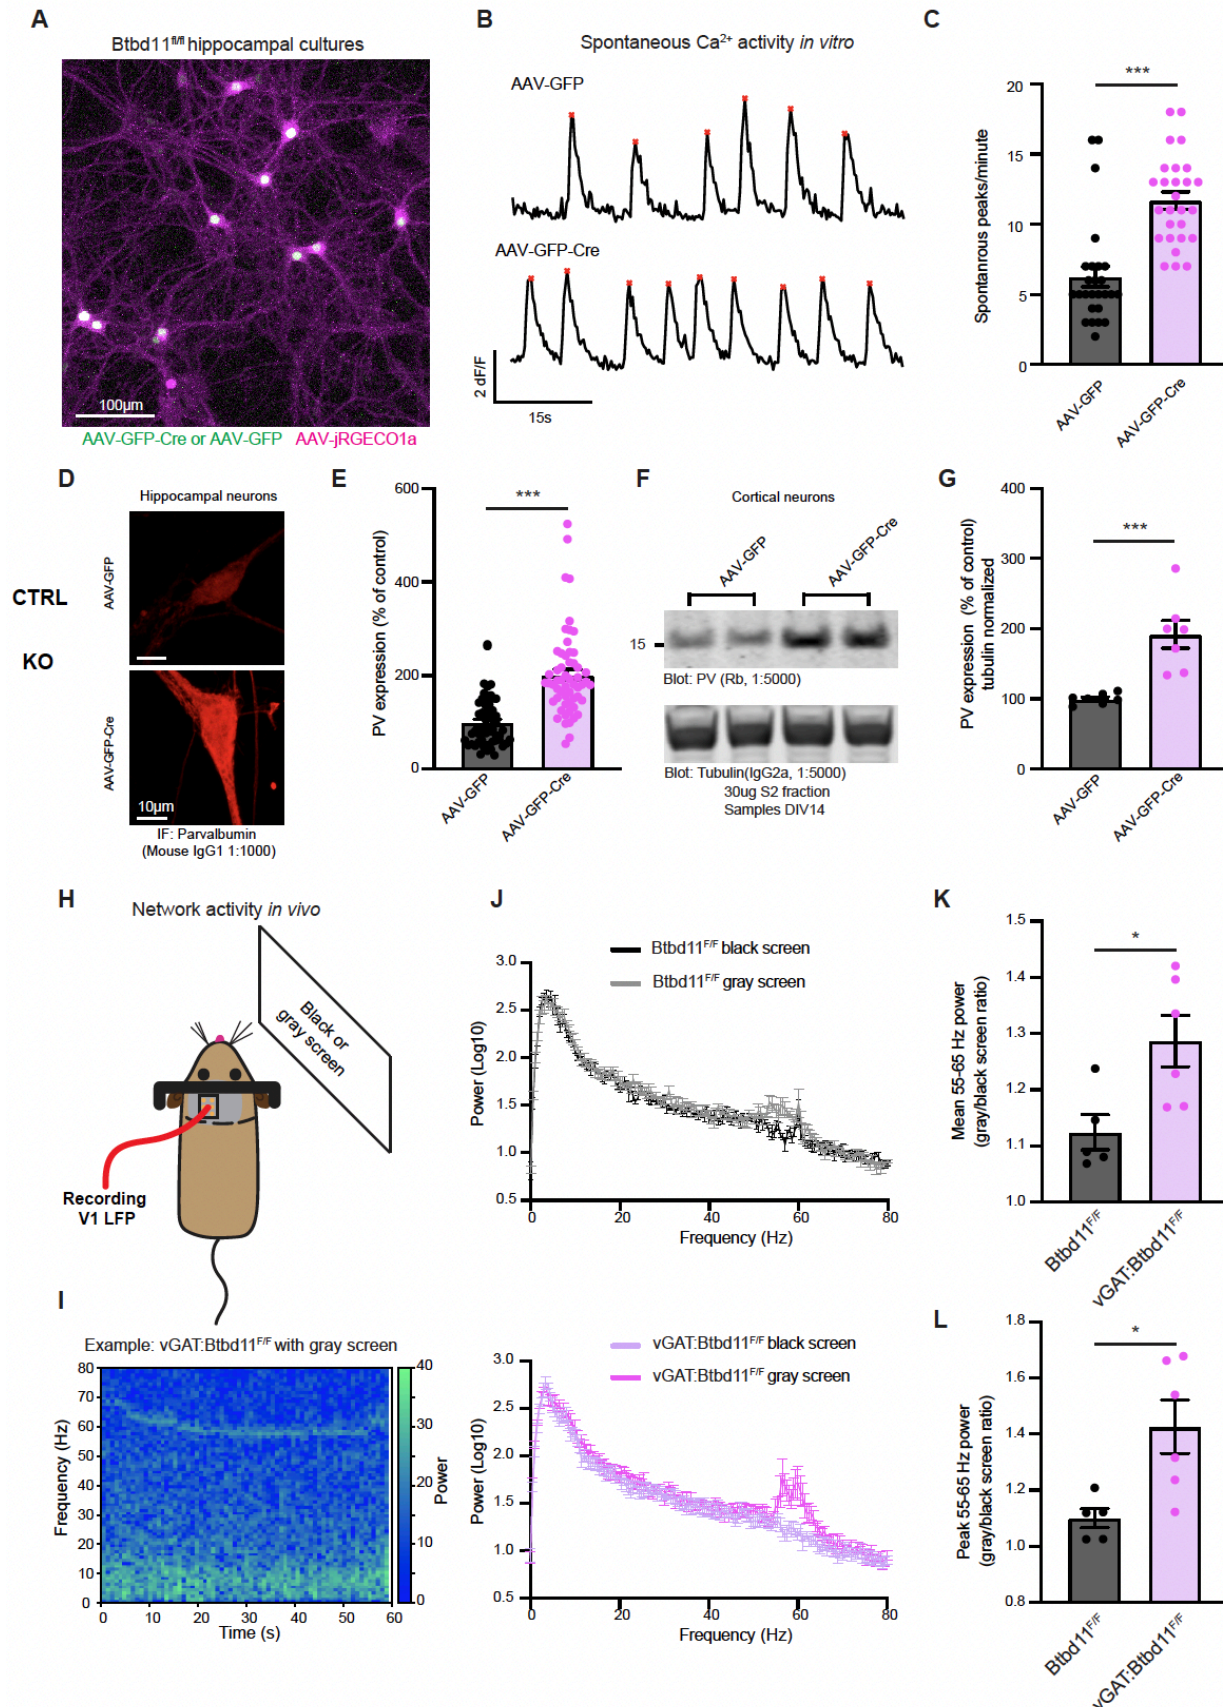 A
Btbd11fl/fl hippocampal cultures
100µm
AAV-GFP-Cre or AAV-GFP AAV-jRGECO1a
B
Spontaneous Ca2+ activity in vitro
AAV-GFP
AAV-GFP-Cre
2 dF/F
15s
C
***
Spontanrous peaks/minute
20
15
10
5
0
AAV-GFP
AAV-GFP-Cre
D
Hippocampal neurons
CTRL
AAV-GFP
KO
AAV-GFP-Cre
10µm
IF: Parvalbumin
(Mouse IgG1 1:1000)
E
***
PV expression (% of control)
600
400
200
0
AAV-GFP
AAV-GFP-Cre
F
Cortical neurons
AAV-GFP
AAV-GFP-Cre
15
Blot: PV (Rb, 1:5000)
Blot: Tubulin(IgG2a, 1:5000)
30ug S2 fraction
Samples DIV14
G
***
PV expression (% of control)
tubulin normalized
400
300
200
100
0
AAV-GFP
AAV-GFP-Cre
H
Network activity in vivo
Black or
gray screen
Recording
V1 LFP
I
Example: vGAT:Btbd11F/F with gray screen
Frequency (Hz)
80
70
60
50
40
30
20
10
0
0 10 20 30 40 50 60
Time (s)
40
30
20
10
0
Power
J
Btbd11F/F black screen
Btbd11F/F gray screen
Power (Log10)
3.0
2.5
2.0
1.5
1.0
0.5
0 20 40 60 80
Frequency (Hz)
vGAT:Btbd11F/F black screen
vGAT:Btbd11F/F gray screen
Power (Log10)
3.0
2.5
2.0
1.5
1.0
0.5
0 20 40 60 80
Frequency (Hz)
K
*
Mean 55-65 Hz power
(gray/black screen ratio)
1.5
1.4
1.3
1.2
1.1
1.0
Btbd11F/F
vGAT:Btbd11F/F
L
*
Peak 55-65 Hz power
(gray/black screen ratio)
1.8
1.6
1.4
1.2
1.0
0.8
Btbd11F/F
vGAT:Btbd11F/F